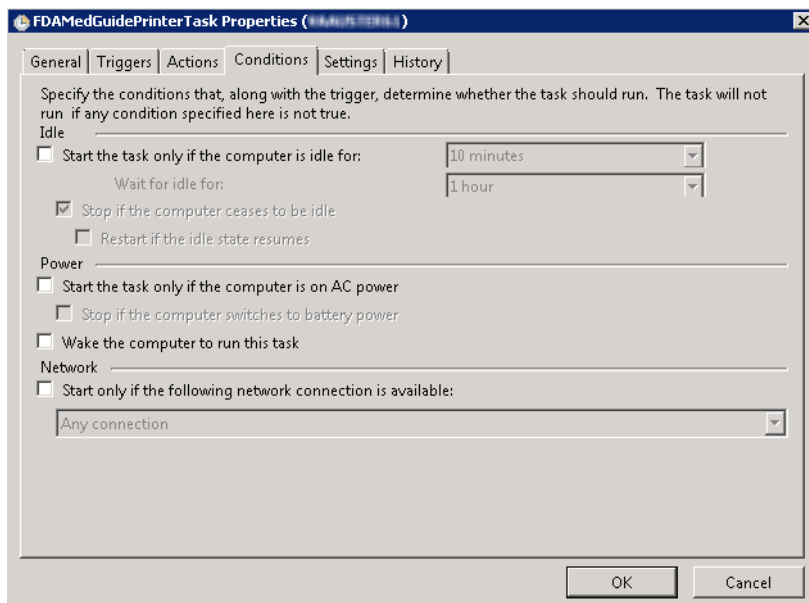 FDAMedGuidePrinterTask Properties ( )
General Triggers Actions Conditions Settings History
Specify the conditions that, along with the trigger, determine whether the task should run. The task will not
run if any condition specified here is not true.
Idle
Start the task only if the computer is idle for: 10 minutes
Wait for idle for: 1 hour
Stop if the computer ceases to be idle
Restart if the idle state resumes
Power
Start the task only if the computer is on AC power
Stop if the computer switches to battery power
Wake the computer to run this task
Network
Start only if the following network connection is available:
Any connection
OK Cancel